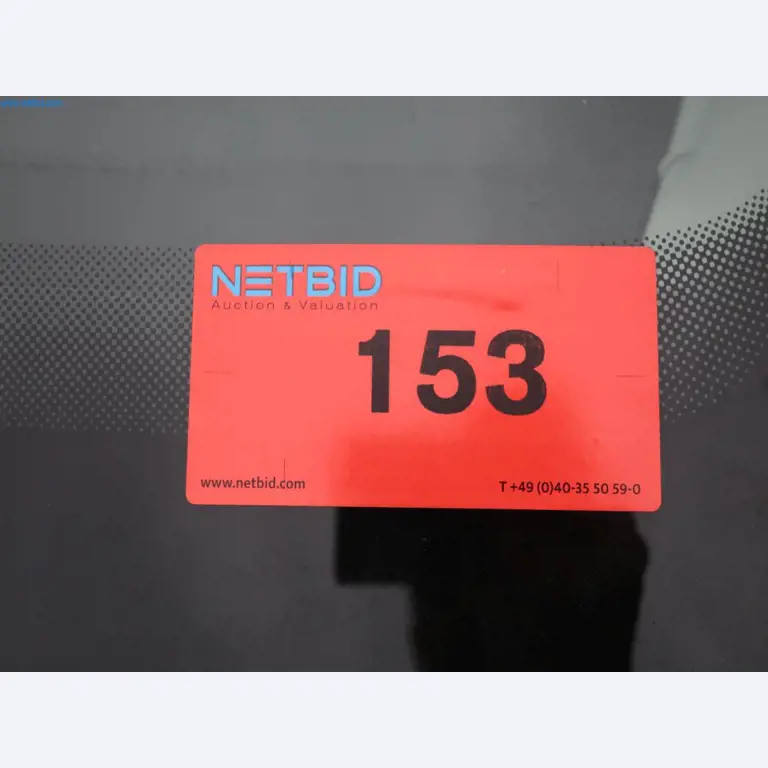 NETBID
Auction & Valuation
153
www.netbid.com
T +49 (0)40-35 50 59-0